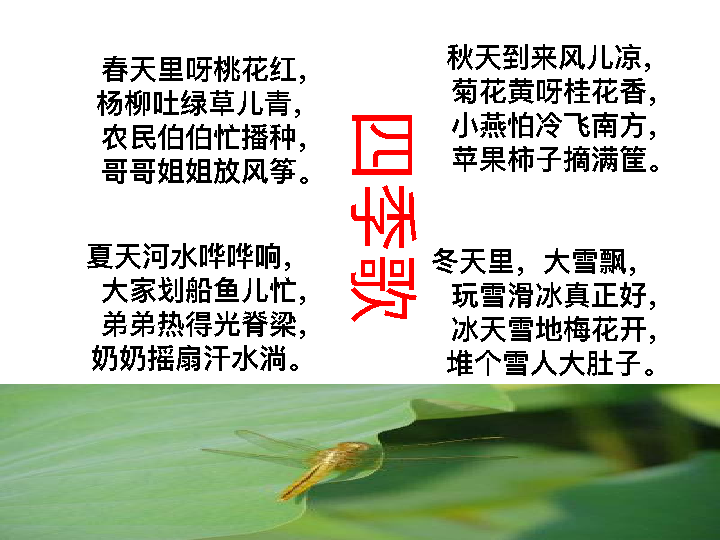 四季歌
春天里呀桃花红，
杨柳吐绿草儿青，
农民伯伯忙播种，
哥哥姐姐放风筝。
夏天河水哗哗响，
大家划船鱼儿忙，
弟弟热得光脊梁，
奶奶摇扇汗水淌。
秋天到来风儿凉，
菊花黄呀桂花香，
小燕怕冷飞南方，
苹果柿子摘满筐。
冬天里，大雪飘，
玩雪滑冰真正好，
冰天雪地梅花开，
堆个雪人大肚子。